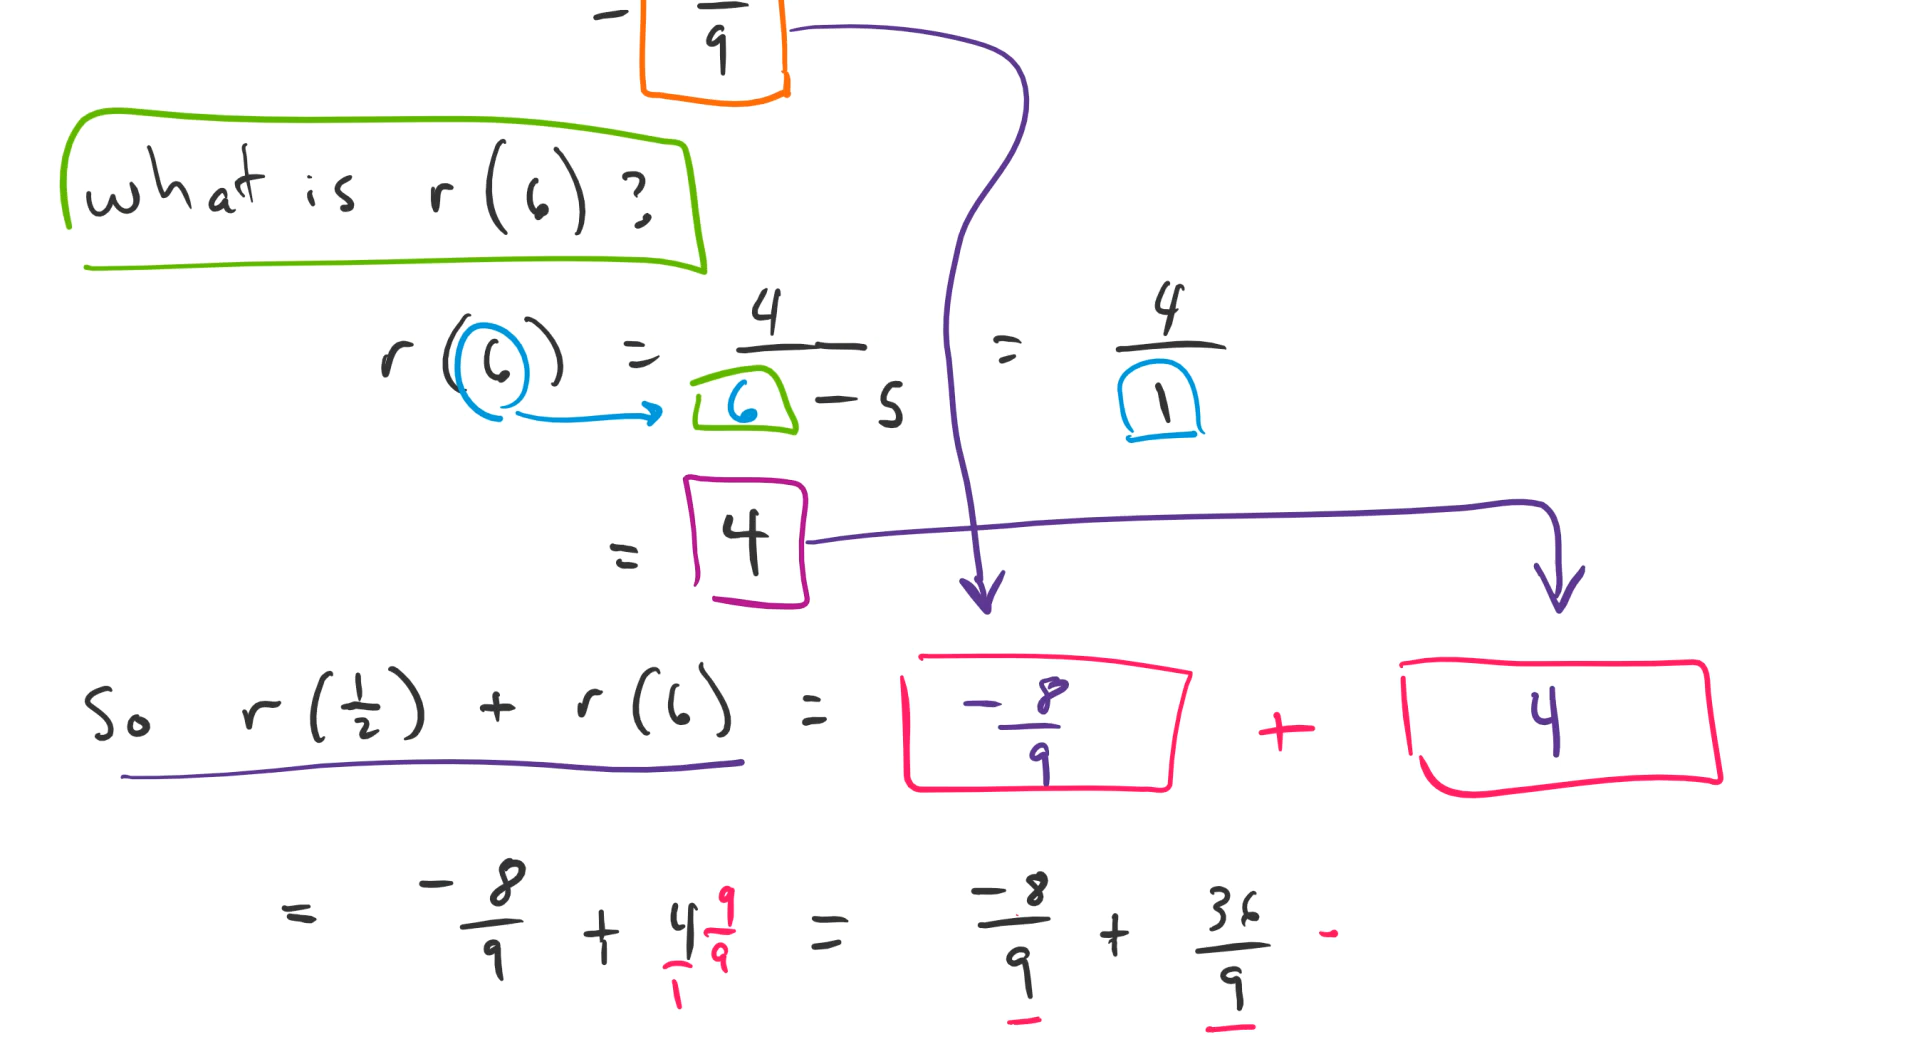 - 9
what is r(6)?
r(6) = 4/(6 - 5) = 4/1
= 4
So r(1/2) + r(6) = -8/9 + 4
= -8/9 + 4/1 9/9 = -8/9 + 36/9 -